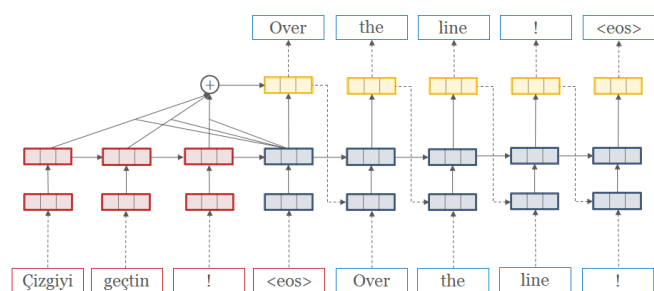 Over the line ! <eos>
+
Çizgiyi geçtin ! <eos> Over the line !